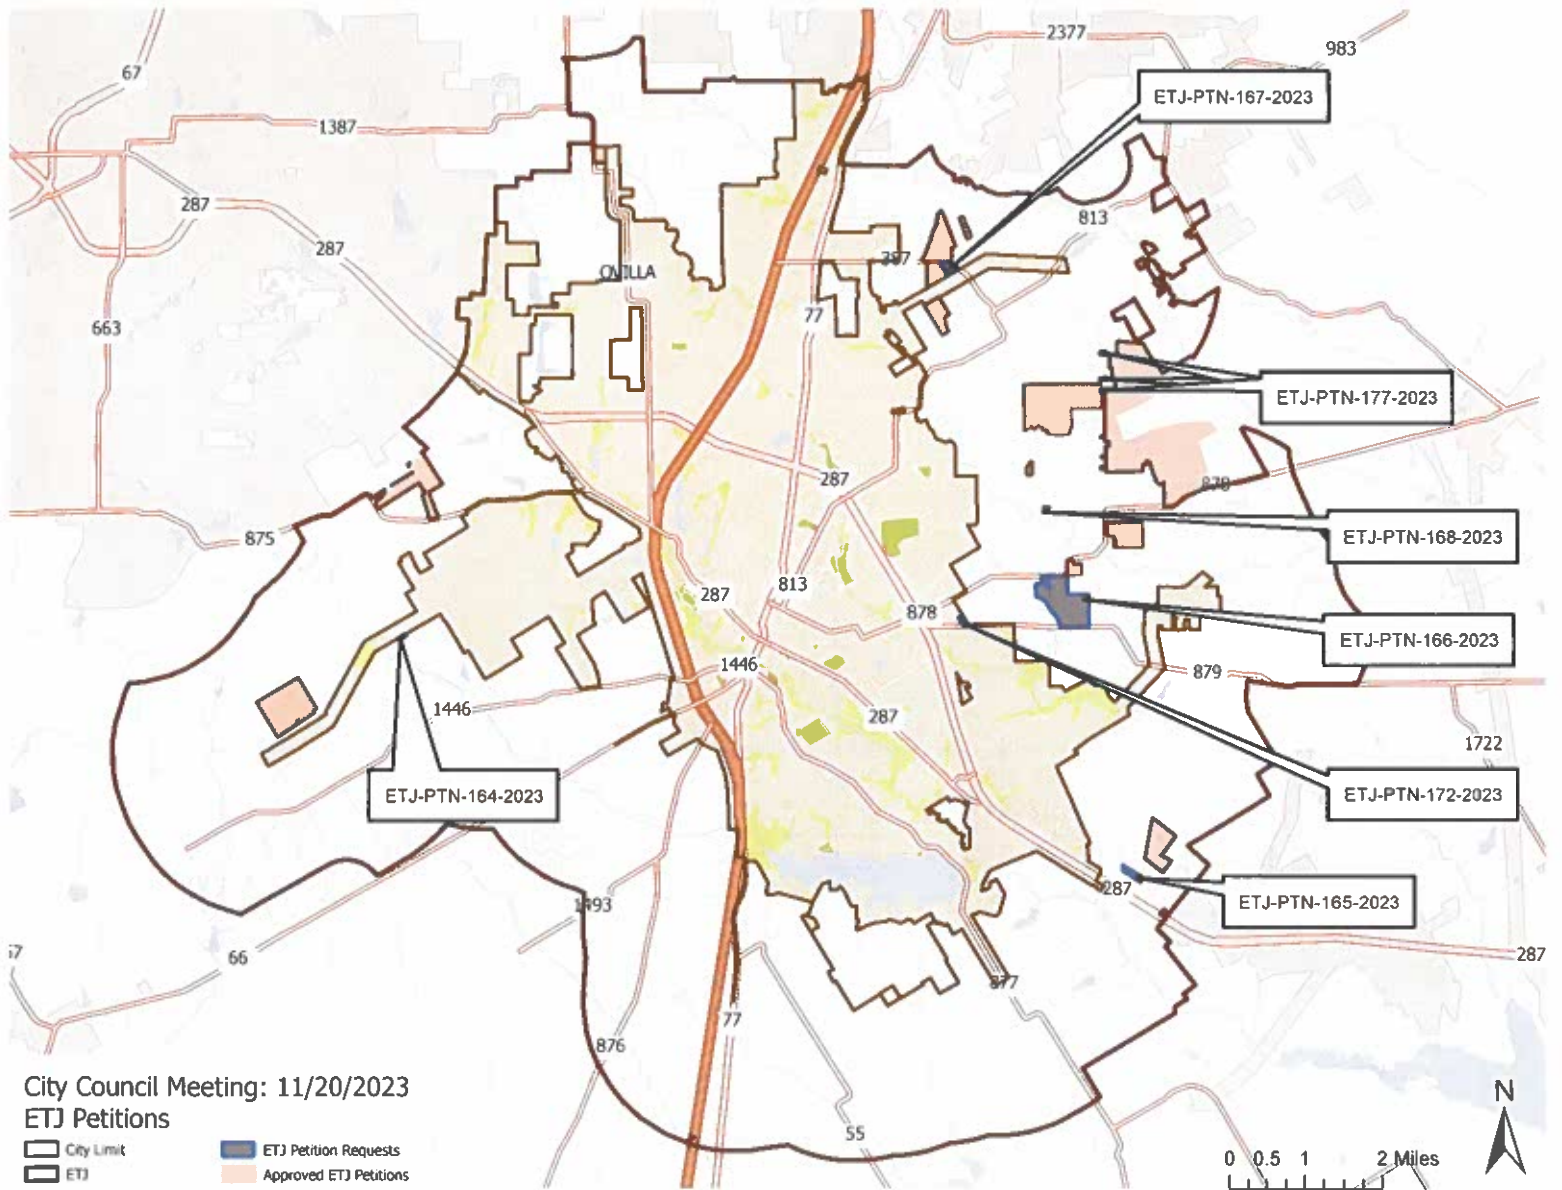 2377
983
67
ETJ-PTN-167-2023
1387
287
813
287
OVILLA
287
77
663
ETJ-PTN-177-2023
287
878
875
ETJ-PTN-168-2023
813
287
878
ETJ-PTN-166-2023
1446
879
1446
287
1722
ETJ-PTN-164-2023
ETJ-PTN-172-2023
287
ETJ-PTN-165-2023
1493
66
287
877
77
876
55
City Council Meeting: 11/20/2023
ETJ Petitions
City Limit
ETJ Petition Requests
ETJ
Approved ETJ Petitions
N
0 0.5 1 2 Miles